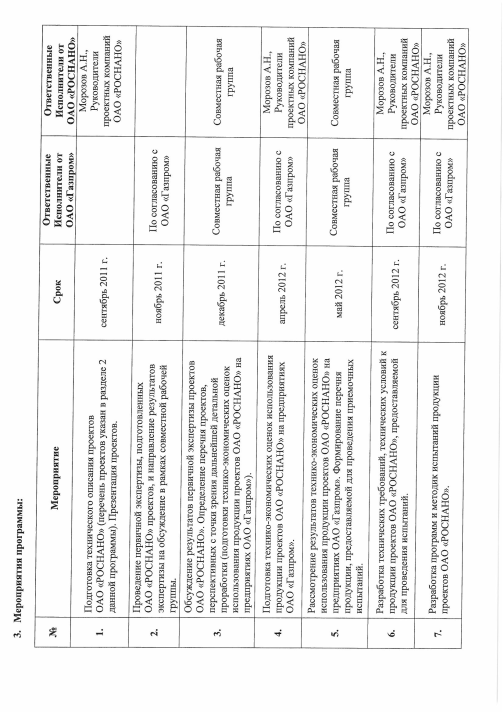 3. Мероприятия программы:
№
Мероприятие
Срок
Ответственные
Исполнители от
ОАО «Газпром»
Ответственные
Исполнители от
ОАО «РОСНАНО»
1.
Подготовка технического описания проектов
ОАО «РОСНАНО» (перечень проектов указан в разделе 2
данной программы). Презентация проектов.
сентябрь 2011 г.
Морозов А.Н.,
Руководители
проектных компаний
ОАО «РОСНАНО»
2.
Проведение первичной экспертизы, подготовленных
ОАО «РОСНАНО» проектов, и направление результатов
экспертизы на обсуждение в рамках совместной рабочей
группы.
ноябрь 2011 г.
По согласованию с
ОАО «Газпром»
3.
Обсуждение результатов первичной экспертизы проектов
ОАО «РОСНАНО». Определение перечня проектов,
перспективных с точки зрения дальнейшей детальной
проработки (подготовки технико-экономических оценок
использования продукции проектов ОАО «РОСНАНО» на
предприятиях ОАО «Газпром»).
декабрь 2011 г.
Совместная рабочая
группа
Совместная рабочая
группа
4.
Подготовка технико-экономических оценок использования
продукции проектов ОАО «РОСНАНО» на предприятиях
ОАО «Газпром».
апрель 2012 г.
По согласованию с
ОАО «Газпром»
Морозов А.Н.,
Руководители
проектных компаний
ОАО «РОСНАНО»
5.
Рассмотрение результатов технико-экономических оценок
использования продукции проектов ОАО «РОСНАНО» на
предприятиях ОАО «Газпром». Формирование перечня
продукции, предоставляемой для проведения приемочных
испытаний.
май 2012 г.
Совместная рабочая
группа
Совместная рабочая
группа
6.
Разработка технических требований, технических условий к
продукции проектов ОАО «РОСНАНО», предоставляемой
для проведения испытаний.
сентябрь 2012 г.
По согласованию с
ОАО «Газпром»
Морозов А.Н.,
Руководители
проектных компаний
ОАО «РОСНАНО»
7.
Разработка программ и методик испытаний продукции
проектов ОАО «РОСНАНО».
ноябрь 2012 г.
По согласованию с
ОАО «Газпром»
Морозов А.Н.,
Руководители
проектных компаний
ОАО «РОСНАНО»